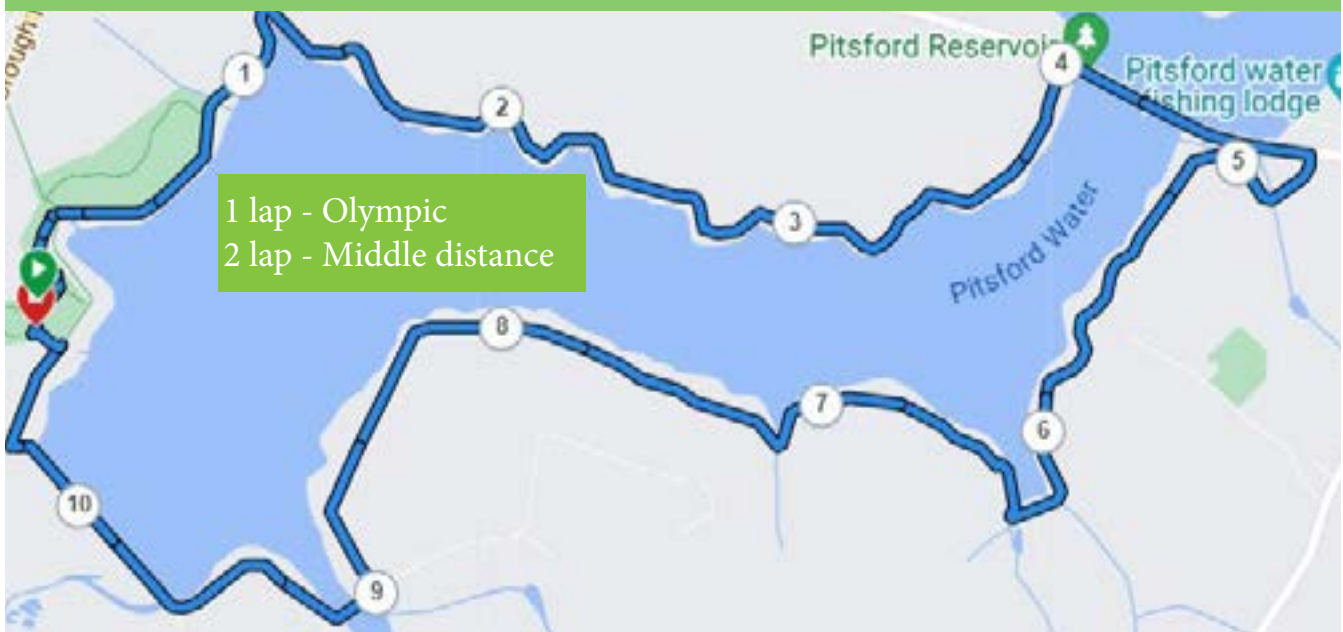 orough
1
2
Pitsford Reservoir
4
Pitsford water
fishing lodge
5
1 lap - Olympic
2 lap - Middle distance
3
Pitsford Water
8
7
6
10
9